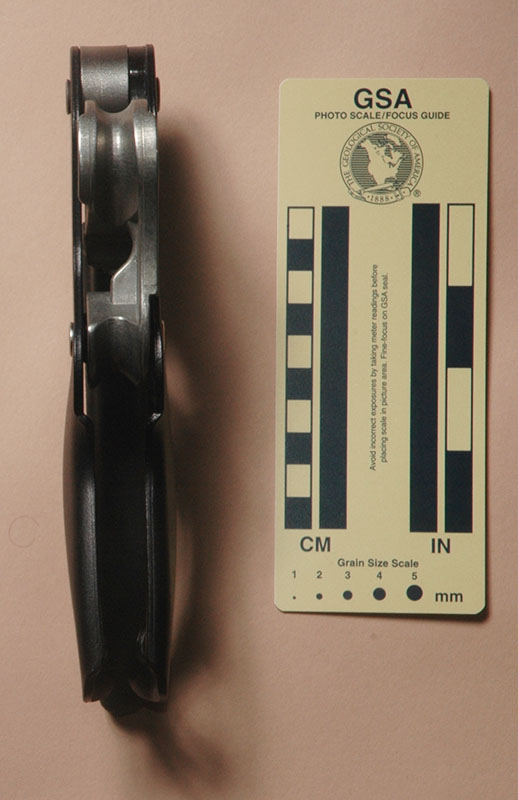 GSA
PHOTO SCALE/FOCUS GUIDE
THE GEOLOGICAL SOCIETY OF AMERICA
• 1888 •
®
Avoid incorrect exposures by taking meter readings before
placing scale in picture area. Fine-focus on GSA seal.
CM
IN
Grain Size Scale
1 2 3 4 5
mm